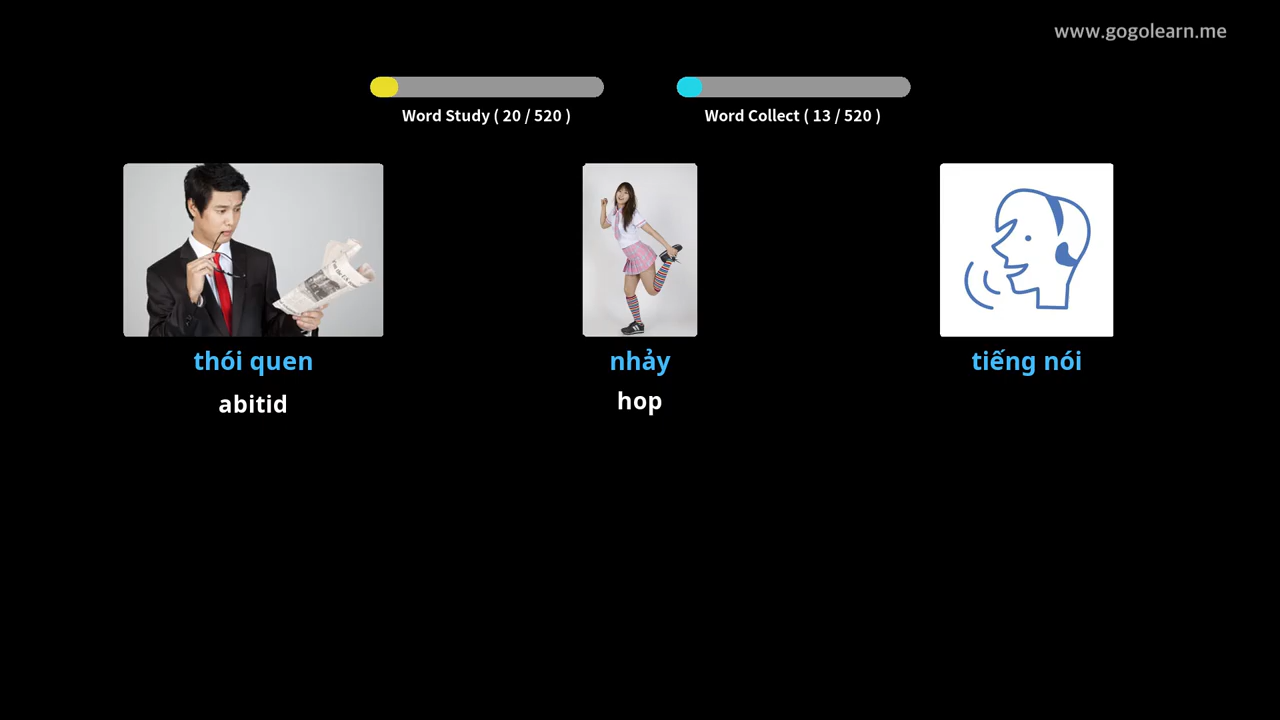 www.gogolearn.me
Word Study ( 20 / 520 )
Word Collect ( 13 / 520 )
thói quen
nhảy
tiếng nói
abitid
hop